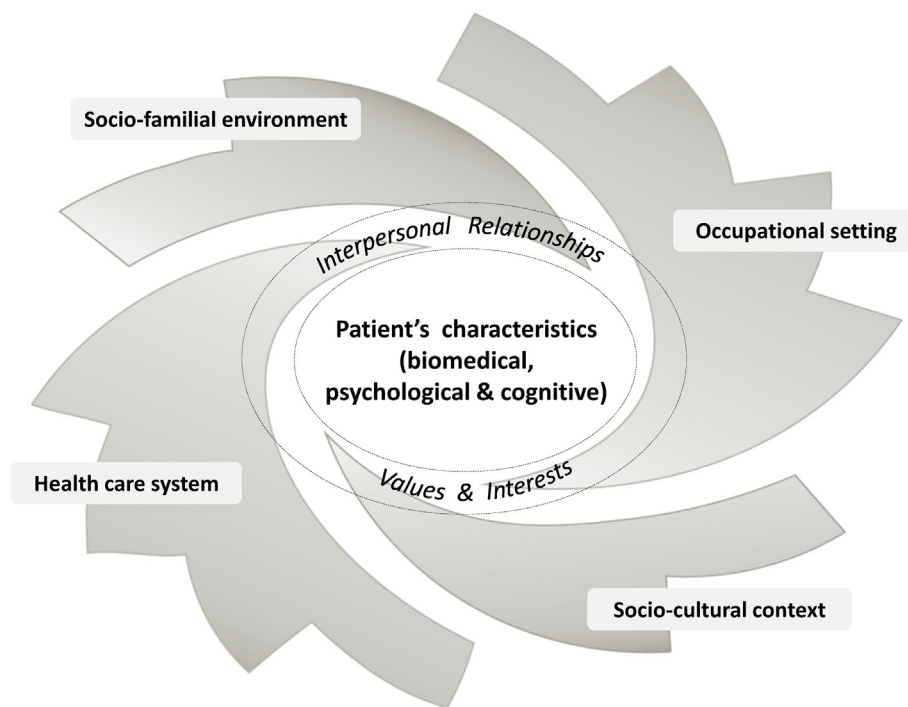 Socio-familial environment
Occupational setting
Interpersonal Relationships
Patient's characteristics
(biomedical,
psychological & cognitive)
Values & Interests
Health care system
Socio-cultural context